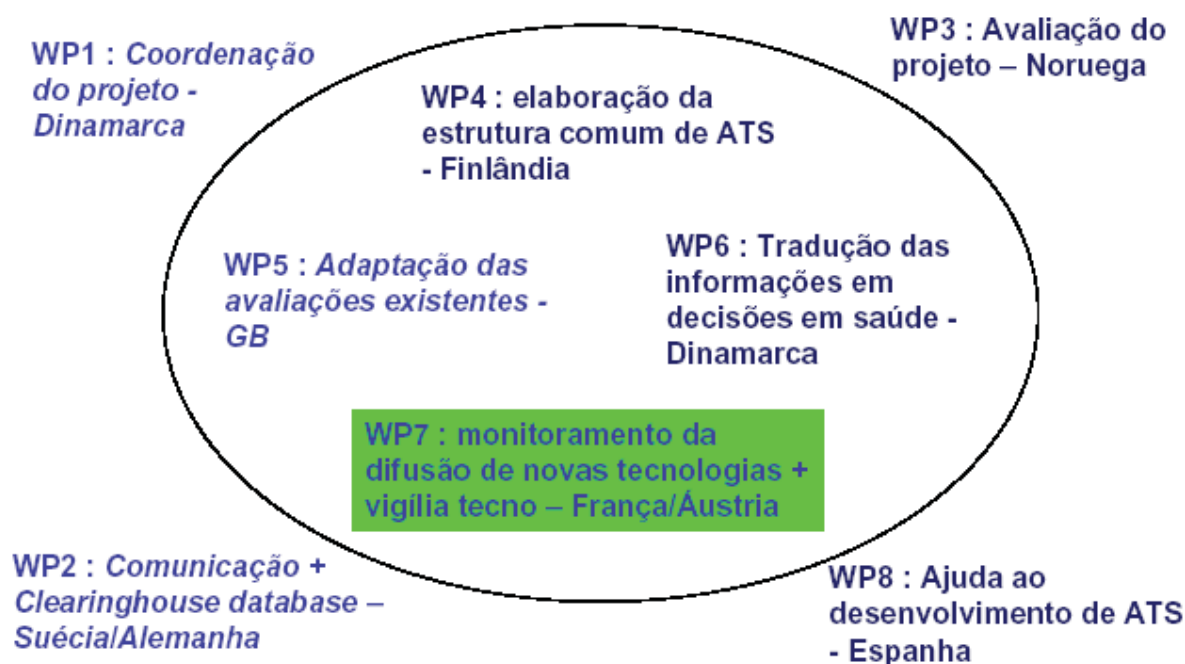 WP1 : Coordenação
do projeto -
Dinamarca
WP3 : Avaliação do
projeto – Noruega
WP4 : elaboração da
estrutura comum de ATS
- Finlândia
WP5 : Adaptação das
avaliações existentes -
GB
WP6 : Tradução das
informações em
decisões em saúde -
Dinamarca
WP7 : monitoramento da
difusão de novas tecnologias +
vigília tecno – França/Áustria
WP2 : Comunicação +
Clearinghouse database –
Suécia/Alemanha
WP8 : Ajuda ao
desenvolvimento de ATS
- Espanha